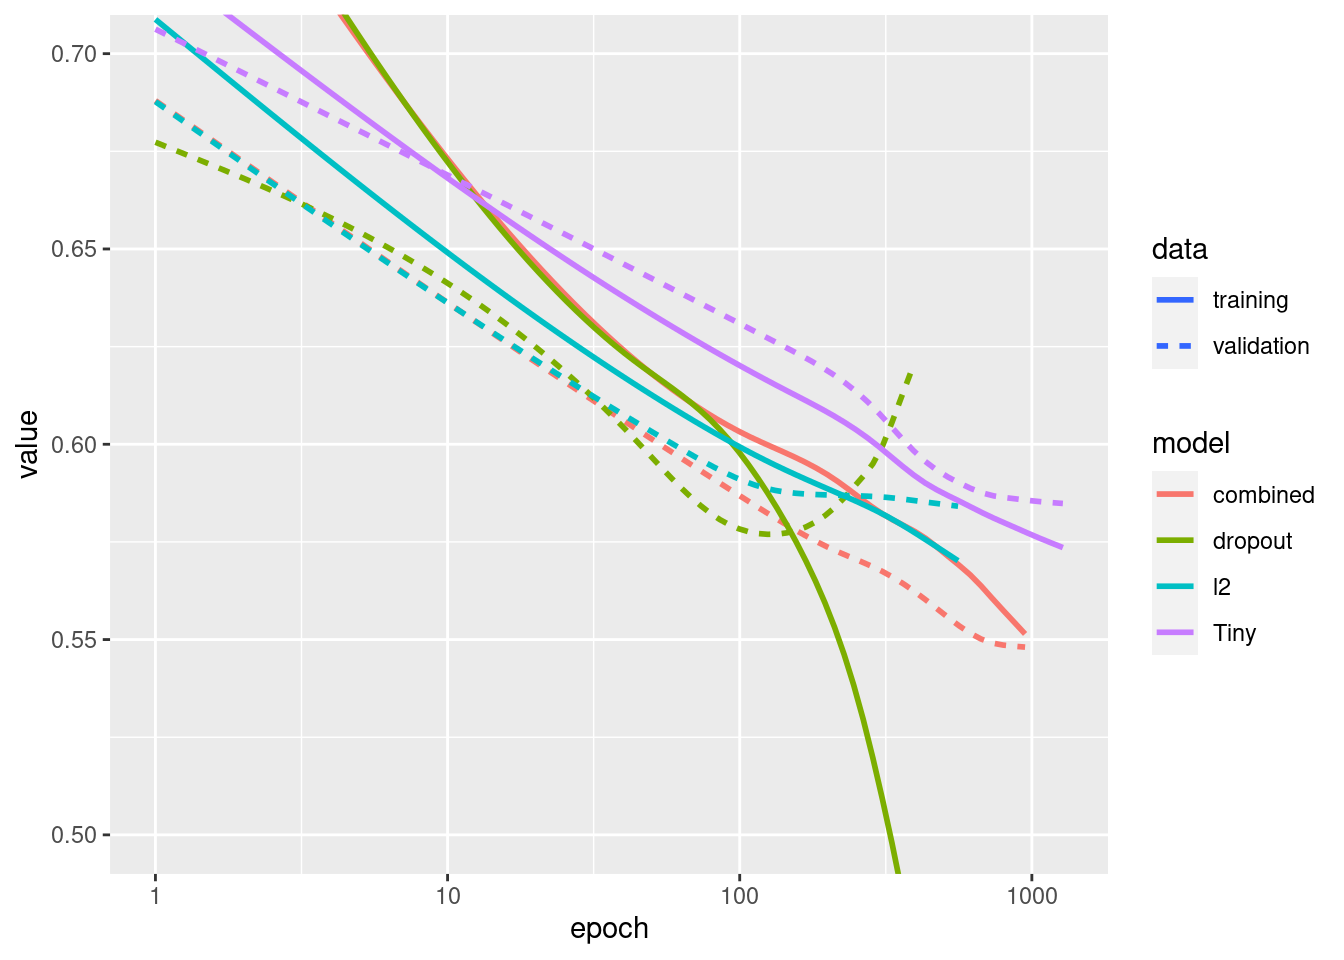 0.70
0.65
0.60
0.55
0.50
value
1
10
100
1000
epoch
data
training
validation
model
combined
dropout
l2
Tiny